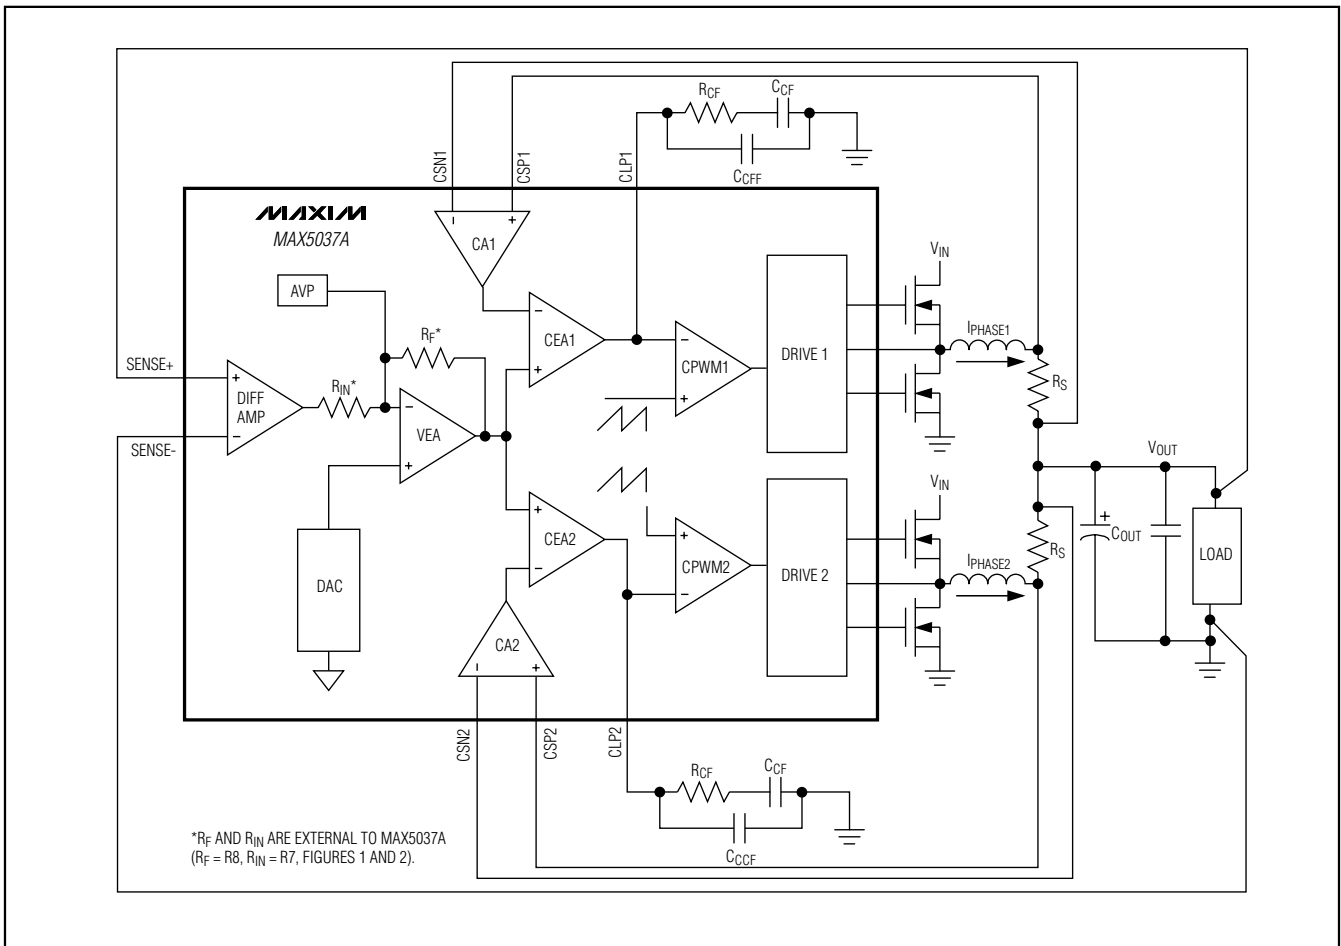 RCF
CCF
CCFF
CSN1
CSP1
CLP1
MAXIM
MAX5037A
CA1
AVP
RF*
CEA1
VIN
IPHASE1
DRIVE 1
CPWM1
SENSE+
RIN*
DIFF
AMP
VEA
RS
SENSE-
VOUT
VIN
CEA2
CPWM2
DRIVE 2
IPHASE2
RS
COUT
LOAD
DAC
CA2
CSN2
CSP2
CLP2
RCF
CCF
CCCF
*RF AND RIN ARE EXTERNAL TO MAX5037A
(RF = R8, RIN = R7, FIGURES 1 AND 2).